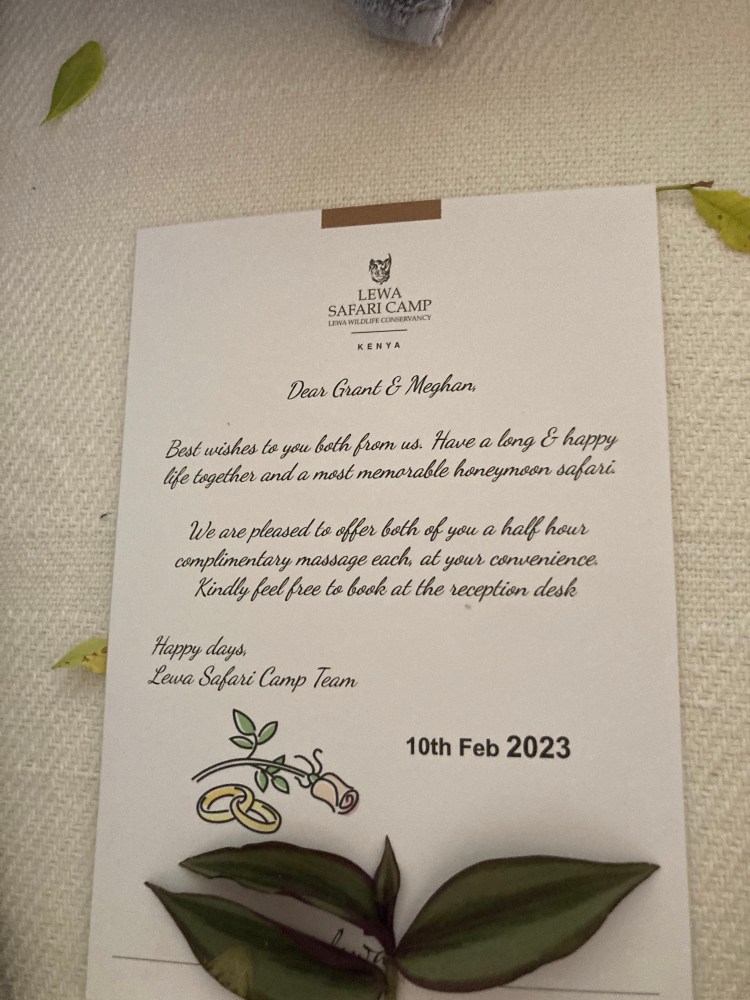 LEWA
SAFARI CAMP
LEWA WILDLIFE CONSERVANCY
KENYA
Dear Grant & Meghan,
Best wishes to you both from us. Have a long & happy
life together and a most memorable honeymoon safari.
We are pleased to offer both of you a half hour
complimentary massage each, at your convenience.
Kindly feel free to book at the reception desk
Happy days,
Lewa Safari Camp Team
10th Feb 2023